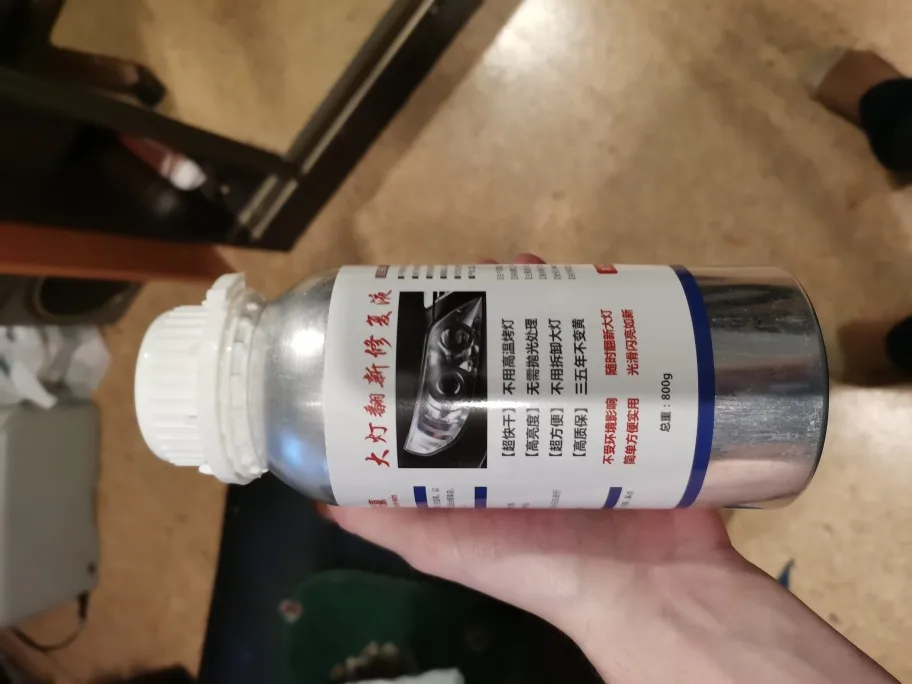 大灯翻新修复液
【超快干】 不用高温烤灯
【高亮度】 无需抛光处理
【超方便】 不用拆卸大灯
【高质保】 三五年不变黄
不受环境影响 随时翻新大灯
简单方便实用 光滑闪亮如新
总重：800g